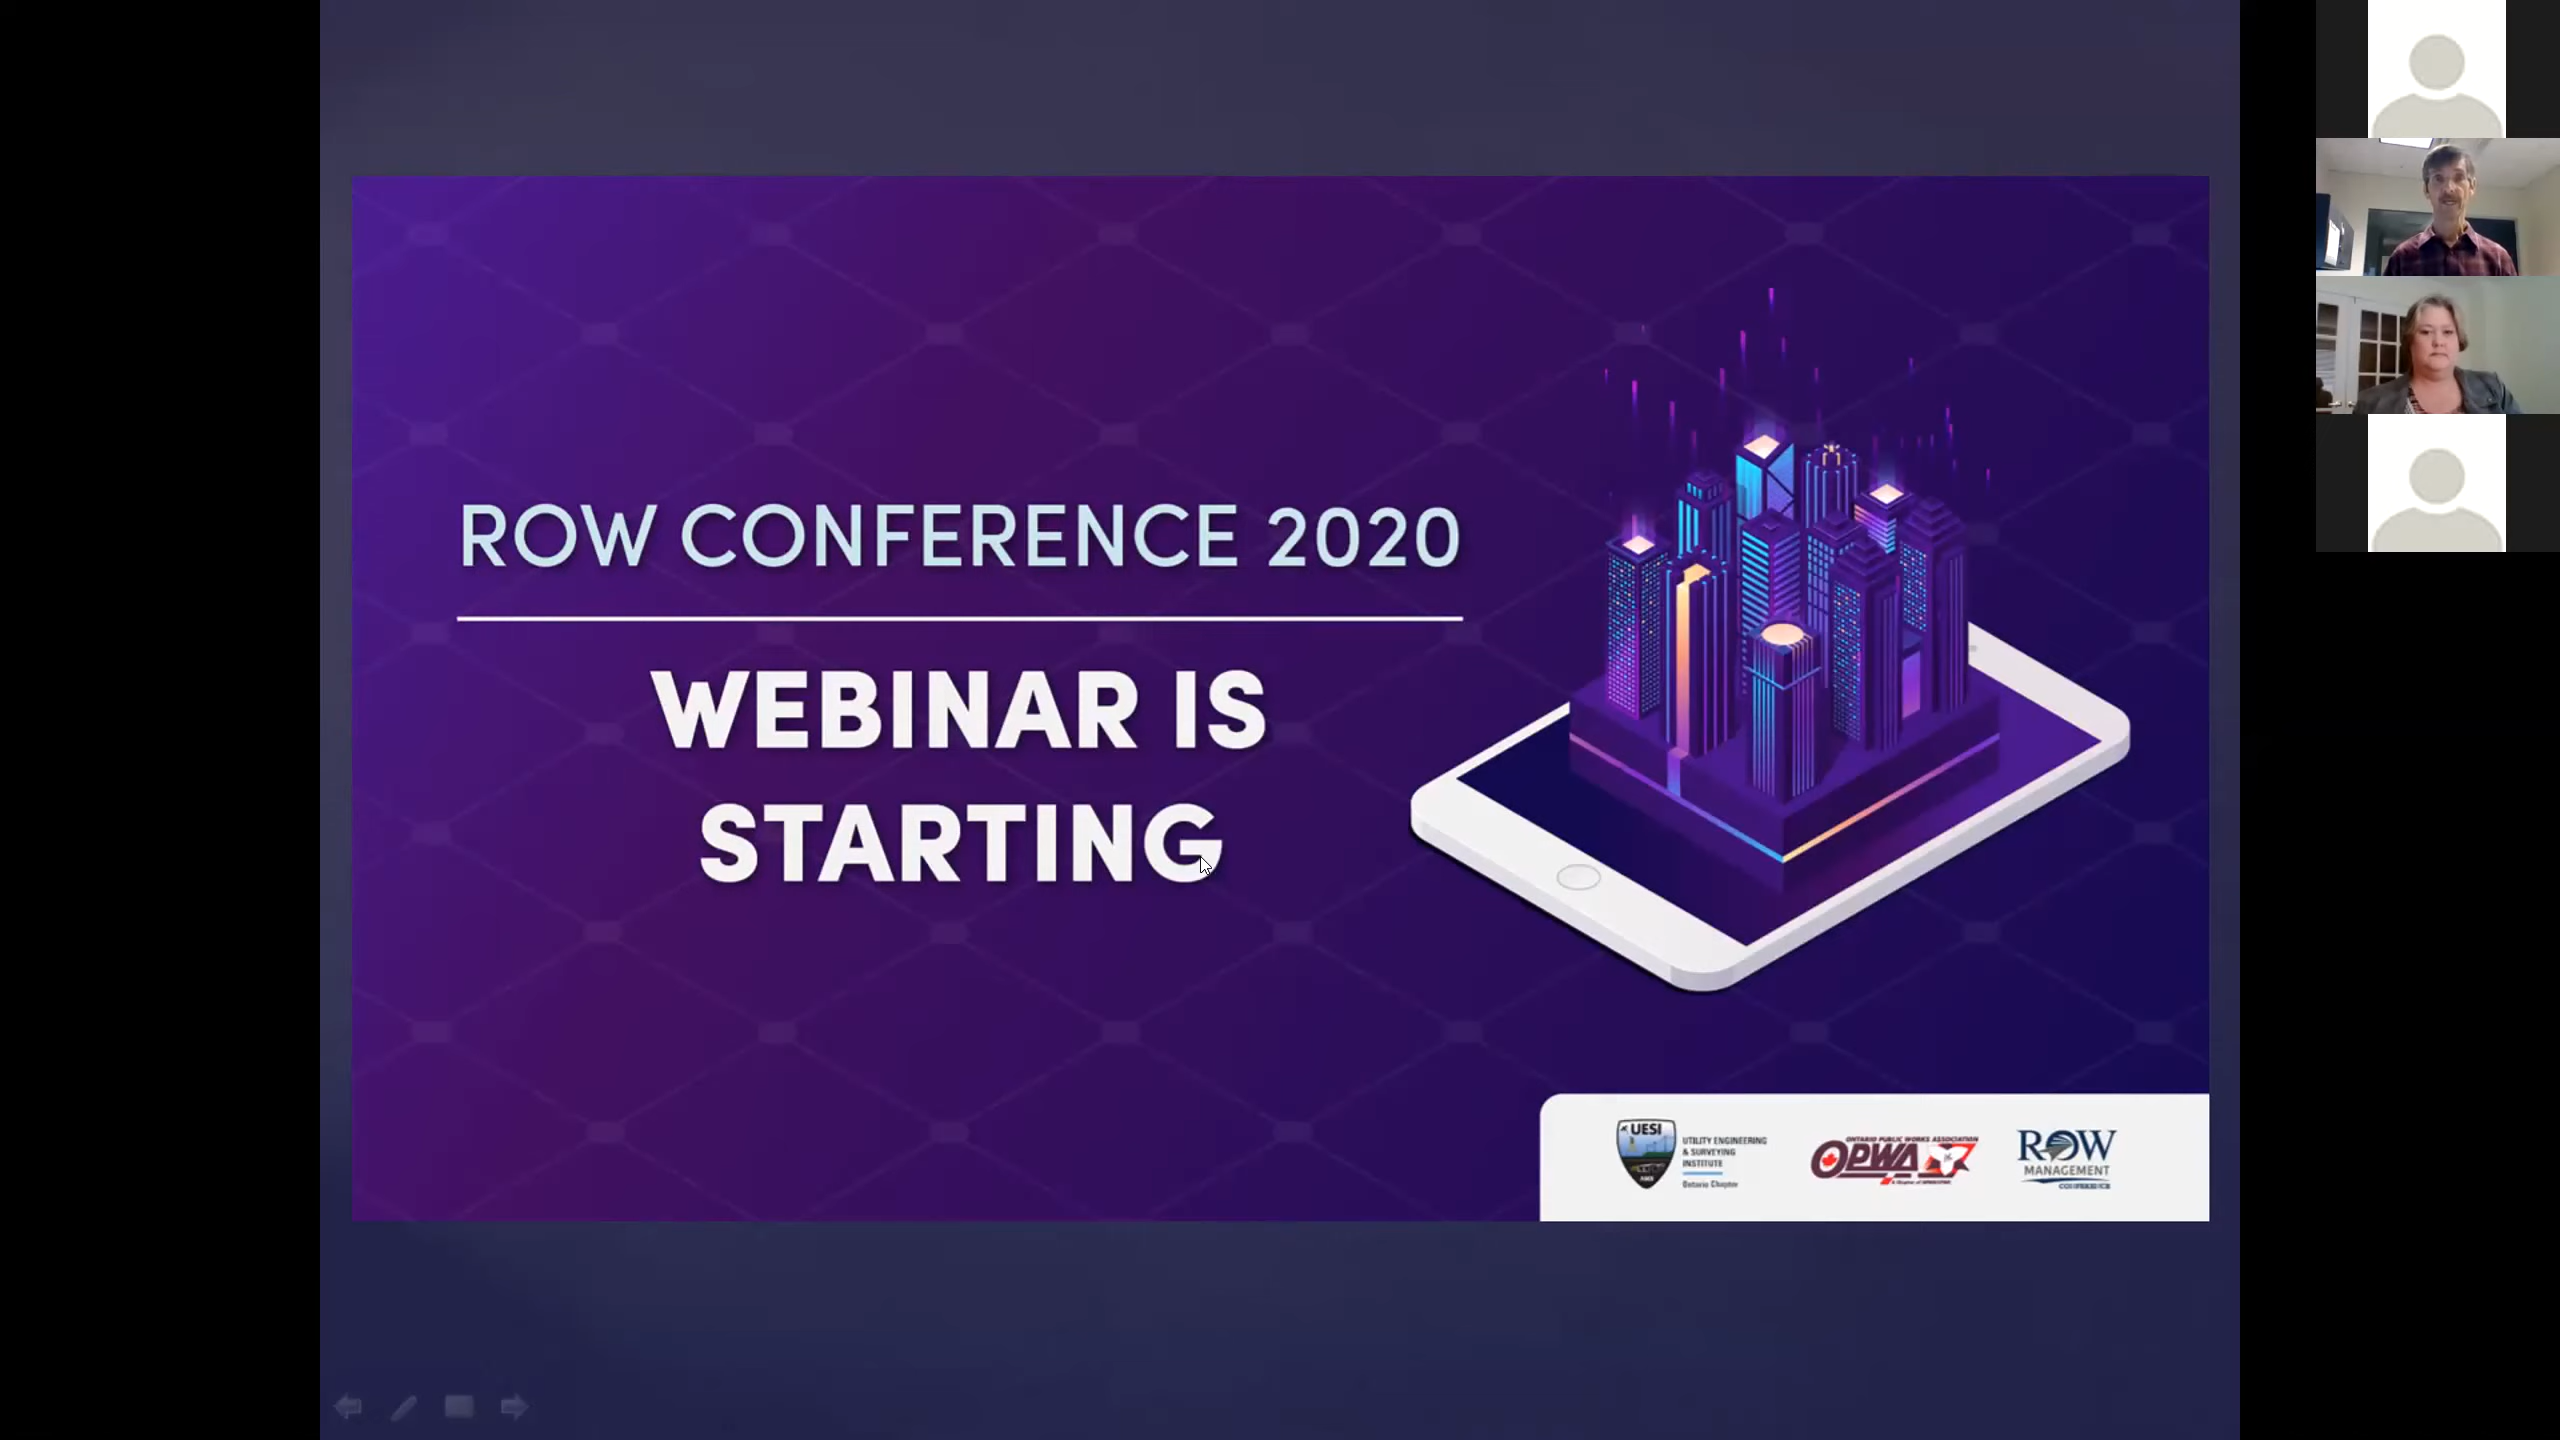 ROW CONFERENCE 2020
WEBINAR IS
STARTING
UESI
UTILITY ENGINEERING
& SURVEYING
INSTITUTE
Ontario Chapter
ONTARIO PUBLIC WORKS ASSOCIATION
OPWA
ROW
MANAGEMENT
CONFERENCE